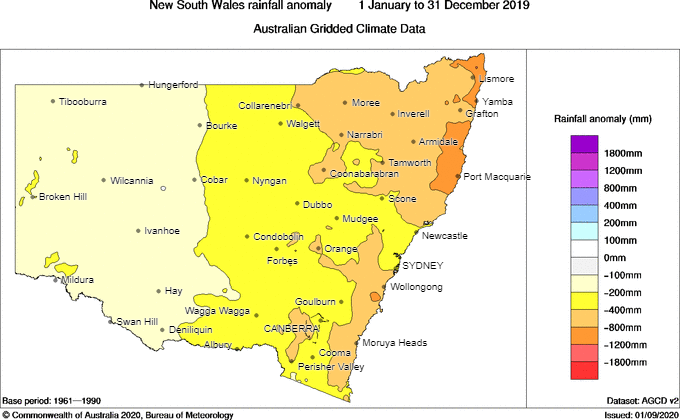 New South Wales rainfall anomaly 1 January to 31 December 2019
Australian Gridded Climate Data
Hungerford
Tibooburra
Collarenebri
Moree
Lismore
Yamba
Inverell
Grafton
Bourke
Walgett
Narrabri
Armidale
Tamworth
Coonabarabran
Wilcannia
Cobar
Nyngan
Port Macquarie
Broken Hill
Dubbo
Scone
Mudgee
Ivanhoe
Condobolin
Newcastle
Orange
Forbes
SYDNEY
Mildura
Hay
Wollongong
Goulburn
Wagga Wagga
Swan Hill
Deniliquin
CANBERRA
Albury
Moruya Heads
Cooma
Perisher Valley
Rainfall anomaly (mm)
1800mm
1200mm
800mm
400mm
200mm
100mm
0mm
−100mm
−200mm
−400mm
−800mm
−1200mm
−1800mm
Base period: 1961—1990
Dataset: AGCD v2
© Commonwealth of Australia 2020, Bureau of Meteorology
Issued: 01/09/2020